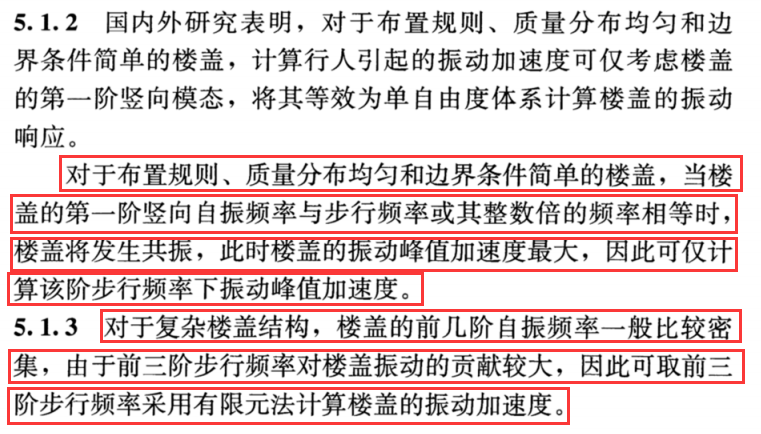 5.1.2 国内外研究表明，对于布置规则、质量分布均匀和边
界条件简单的楼盖，计算行人引起的振动加速度可仅考虑楼盖
的第一阶竖向模态，将其等效为单自由度体系计算楼盖的振动
响应。
对于布置规则、质量分布均匀和边界条件简单的楼盖，当楼
盖的第一阶竖向自振频率与步行频率或其整数倍的频率相等时，
楼盖将发生共振，此时楼盖的振动峰值加速度最大，因此可仅计
算该阶步行频率下振动峰值加速度。
5.1.3 对于复杂楼盖结构，楼盖的前几阶自振频率一般比较密
集，由于前三阶步行频率对楼盖振动的贡献较大，因此可取前三
阶步行频率采用有限元法计算楼盖的振动加速度。